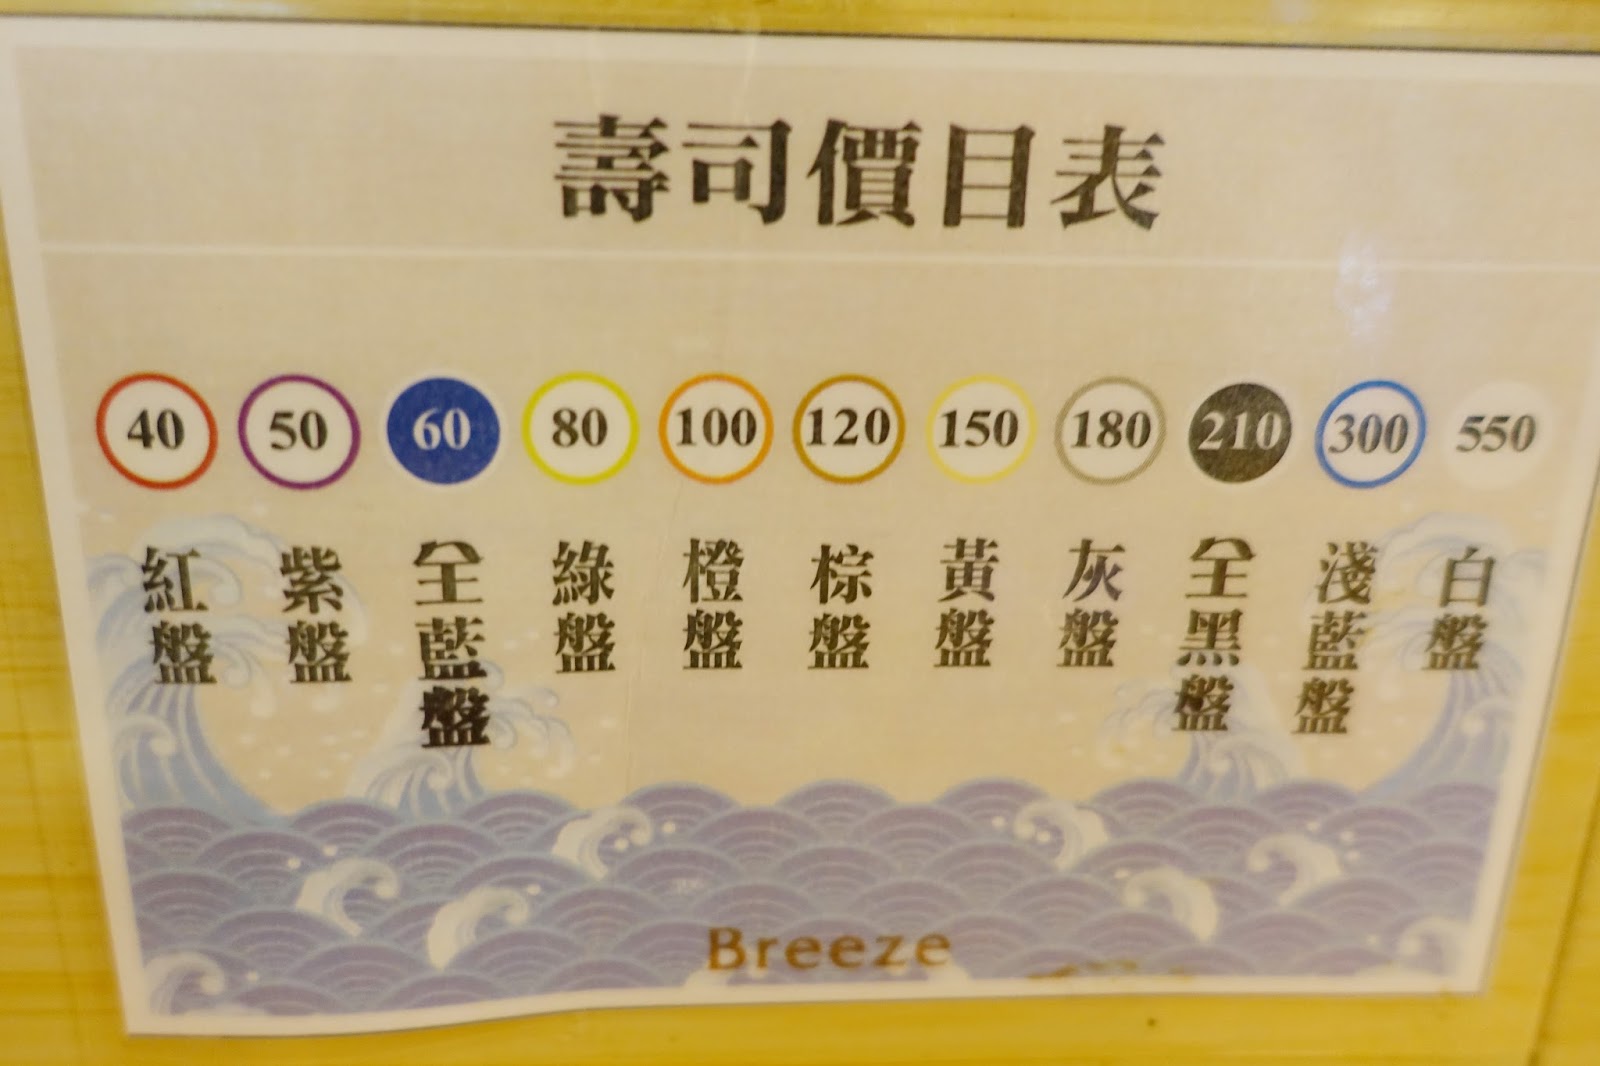 壽司價目表
40 50 60 80 100 120 150 180 210 300 550
紅盤 紫盤 全藍盤 綠盤 橙盤 棕盤 黃盤 灰盤 全黑盤 淺藍盤 白盤
Breeze